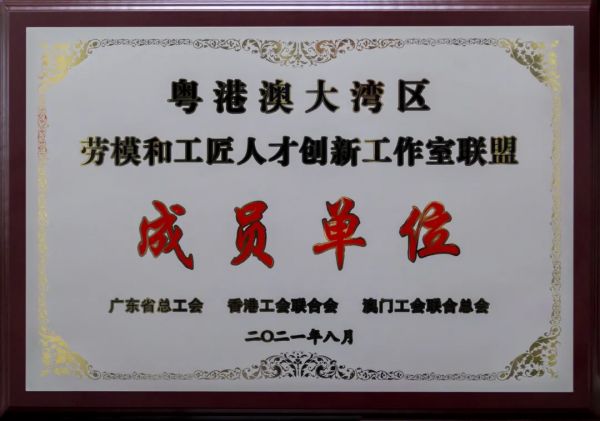 粤港澳大湾区
劳模和工匠人才创新工作室联盟
成员单位
广东省总工会 香港工会联合会 澳门工会联合总会
二〇二一年八月